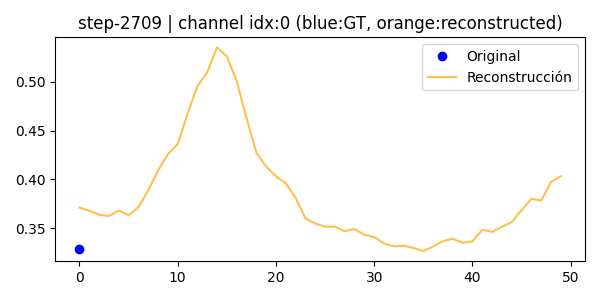 step-2709 | channel idx:0 (blue:GT, orange:reconstructed)
Original
Reconstrucción
0.50
0.45
0.40
0.35
0 10 20 30 40 50